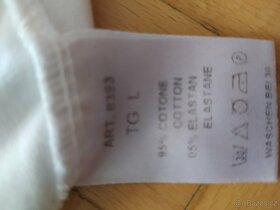 ART. 8393
TG L
95% COTONE
COTTON
05% ELASTAN
ELASTANE
WASCHEN BEI 30